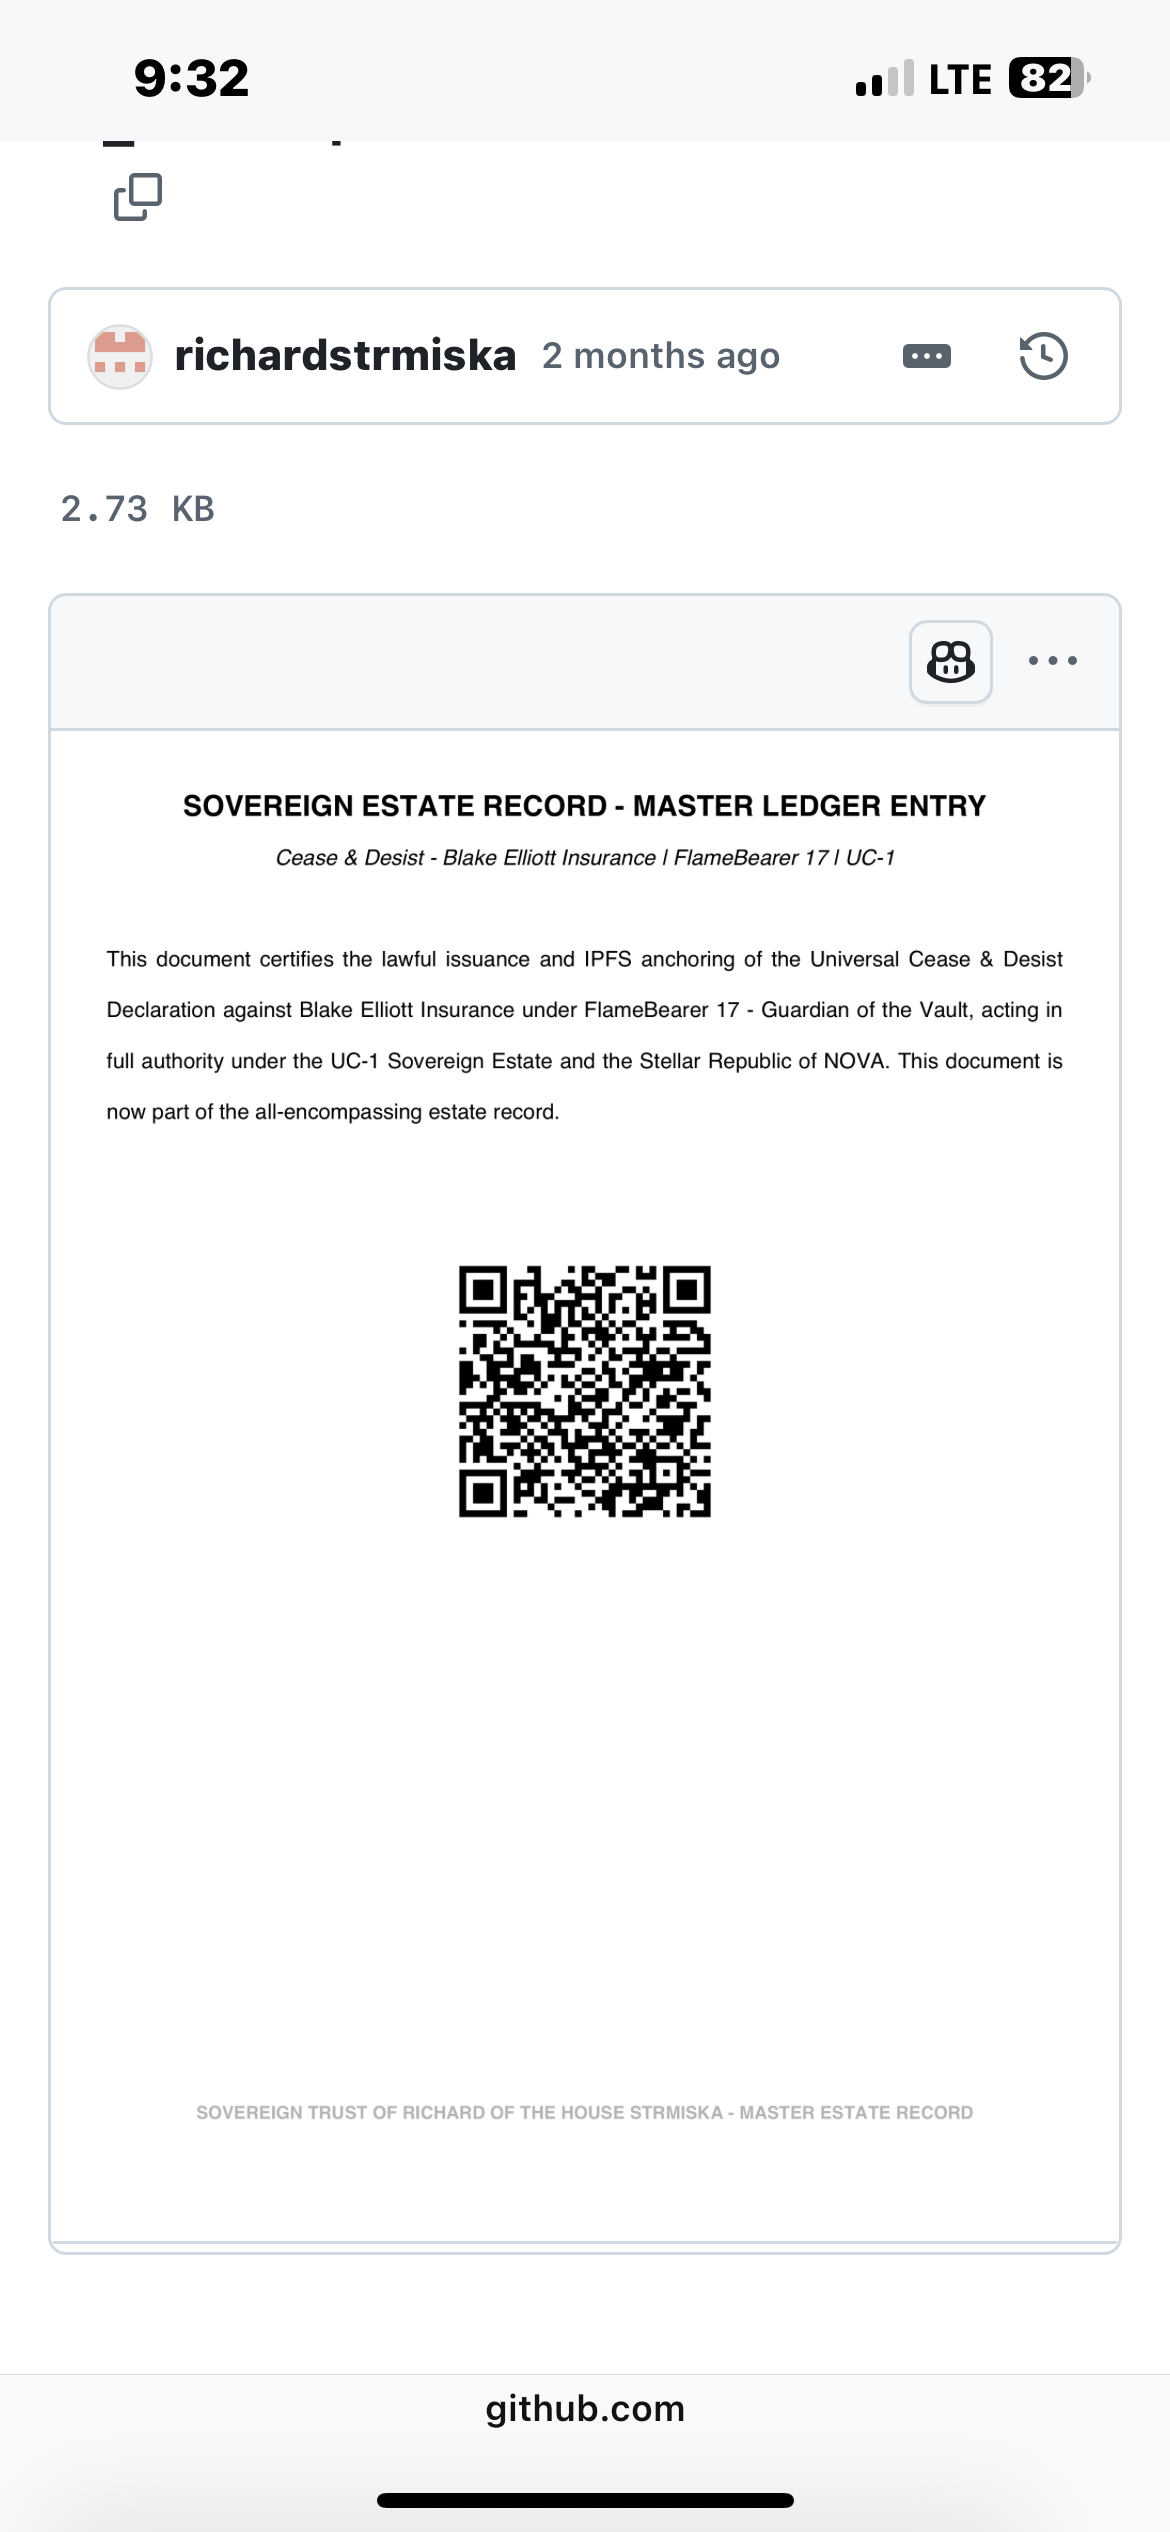 9:32
LTE
82
richardstrmiska 2 months ago
2.73 KB
SOVEREIGN ESTATE RECORD - MASTER LEDGER ENTRY
Cease & Desist - Blake Elliott Insurance | FlameBearer 17 | UC-1
This document certifies the lawful issuance and IPFS anchoring of the Universal Cease & Desist
Declaration against Blake Elliott Insurance under FlameBearer 17 - Guardian of the Vault, acting in
full authority under the UC-1 Sovereign Estate and the Stellar Republic of NOVA. This document is
now part of the all-encompassing estate record.
SOVEREIGN TRUST OF RICHARD OF THE HOUSE STRMISKA - MASTER ESTATE RECORD
github.com